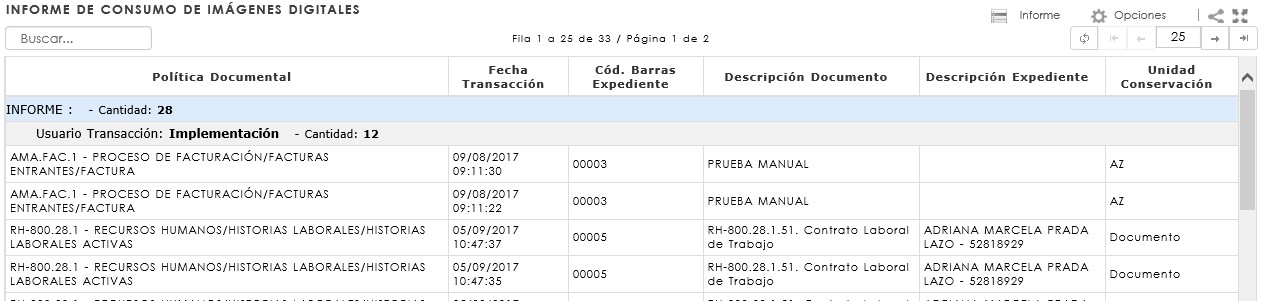 INFORME DE CONSUMO DE IMÁGENES DIGITALES
Informe Opciones
Buscar... Fila 1 a 25 de 33 / Página 1 de 2 25
Política Documental Fecha Transacción Cód. Barras Expediente Descripción Documento Descripción Expediente Unidad Conservación
INFORME : - Cantidad: 28
Usuario Transacción: Implementación - Cantidad: 12
AMA.FAC.1 - PROCESO DE FACTURACIÓN/FACTURAS ENTRANTES/FACTURA 09/08/2017 09:11:30 00003 PRUEBA MANUAL AZ
AMA.FAC.1 - PROCESO DE FACTURACIÓN/FACTURAS ENTRANTES/FACTURA 09/08/2017 09:11:22 00003 PRUEBA MANUAL AZ
RH-800.28.1 - RECURSOS HUMANOS/HISTORIAS LABORALES/HISTORIAS LABORALES ACTIVAS 05/09/2017 10:47:37 00005 RH-800.28.1.51. Contrato Laboral de Trabajo ADRIANA MARCELA PRADA LAZO - 52818929 Documento
RH-800.28.1 - RECURSOS HUMANOS/HISTORIAS LABORALES/HISTORIAS LABORALES ACTIVAS 05/09/2017 10:47:35 00005 RH-800.28.1.51. Contrato Laboral de Trabajo ADRIANA MARCELA PRADA LAZO - 52818929 Documento